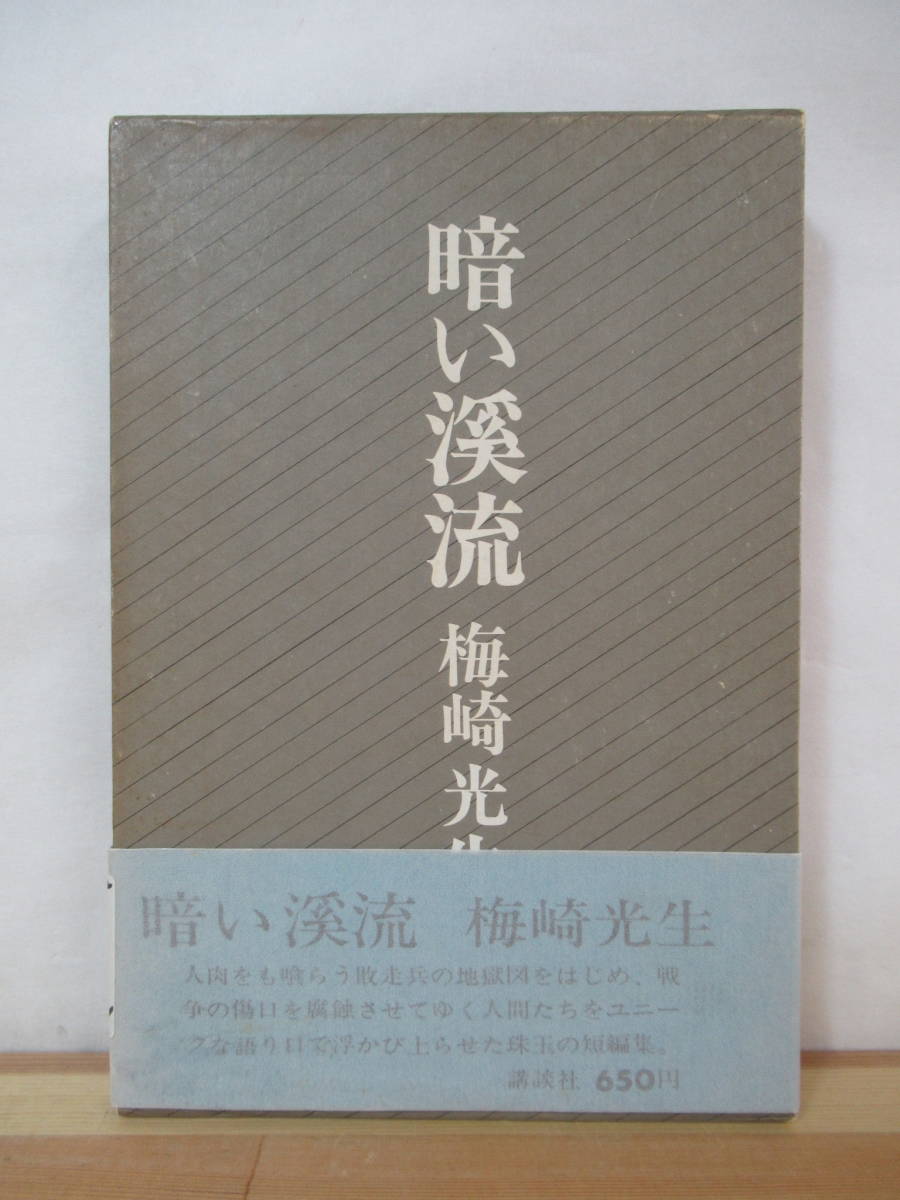 暗い渓流
梅崎光生
暗い渓流 梅崎光生
人肉をも喰らう敗走兵の地獄図をはじめ、戦
争の傷口を腐蝕させてゆく人間たちをユニー
クな語り口で浮かび上らせた珠玉の短編集。
講談社 650円